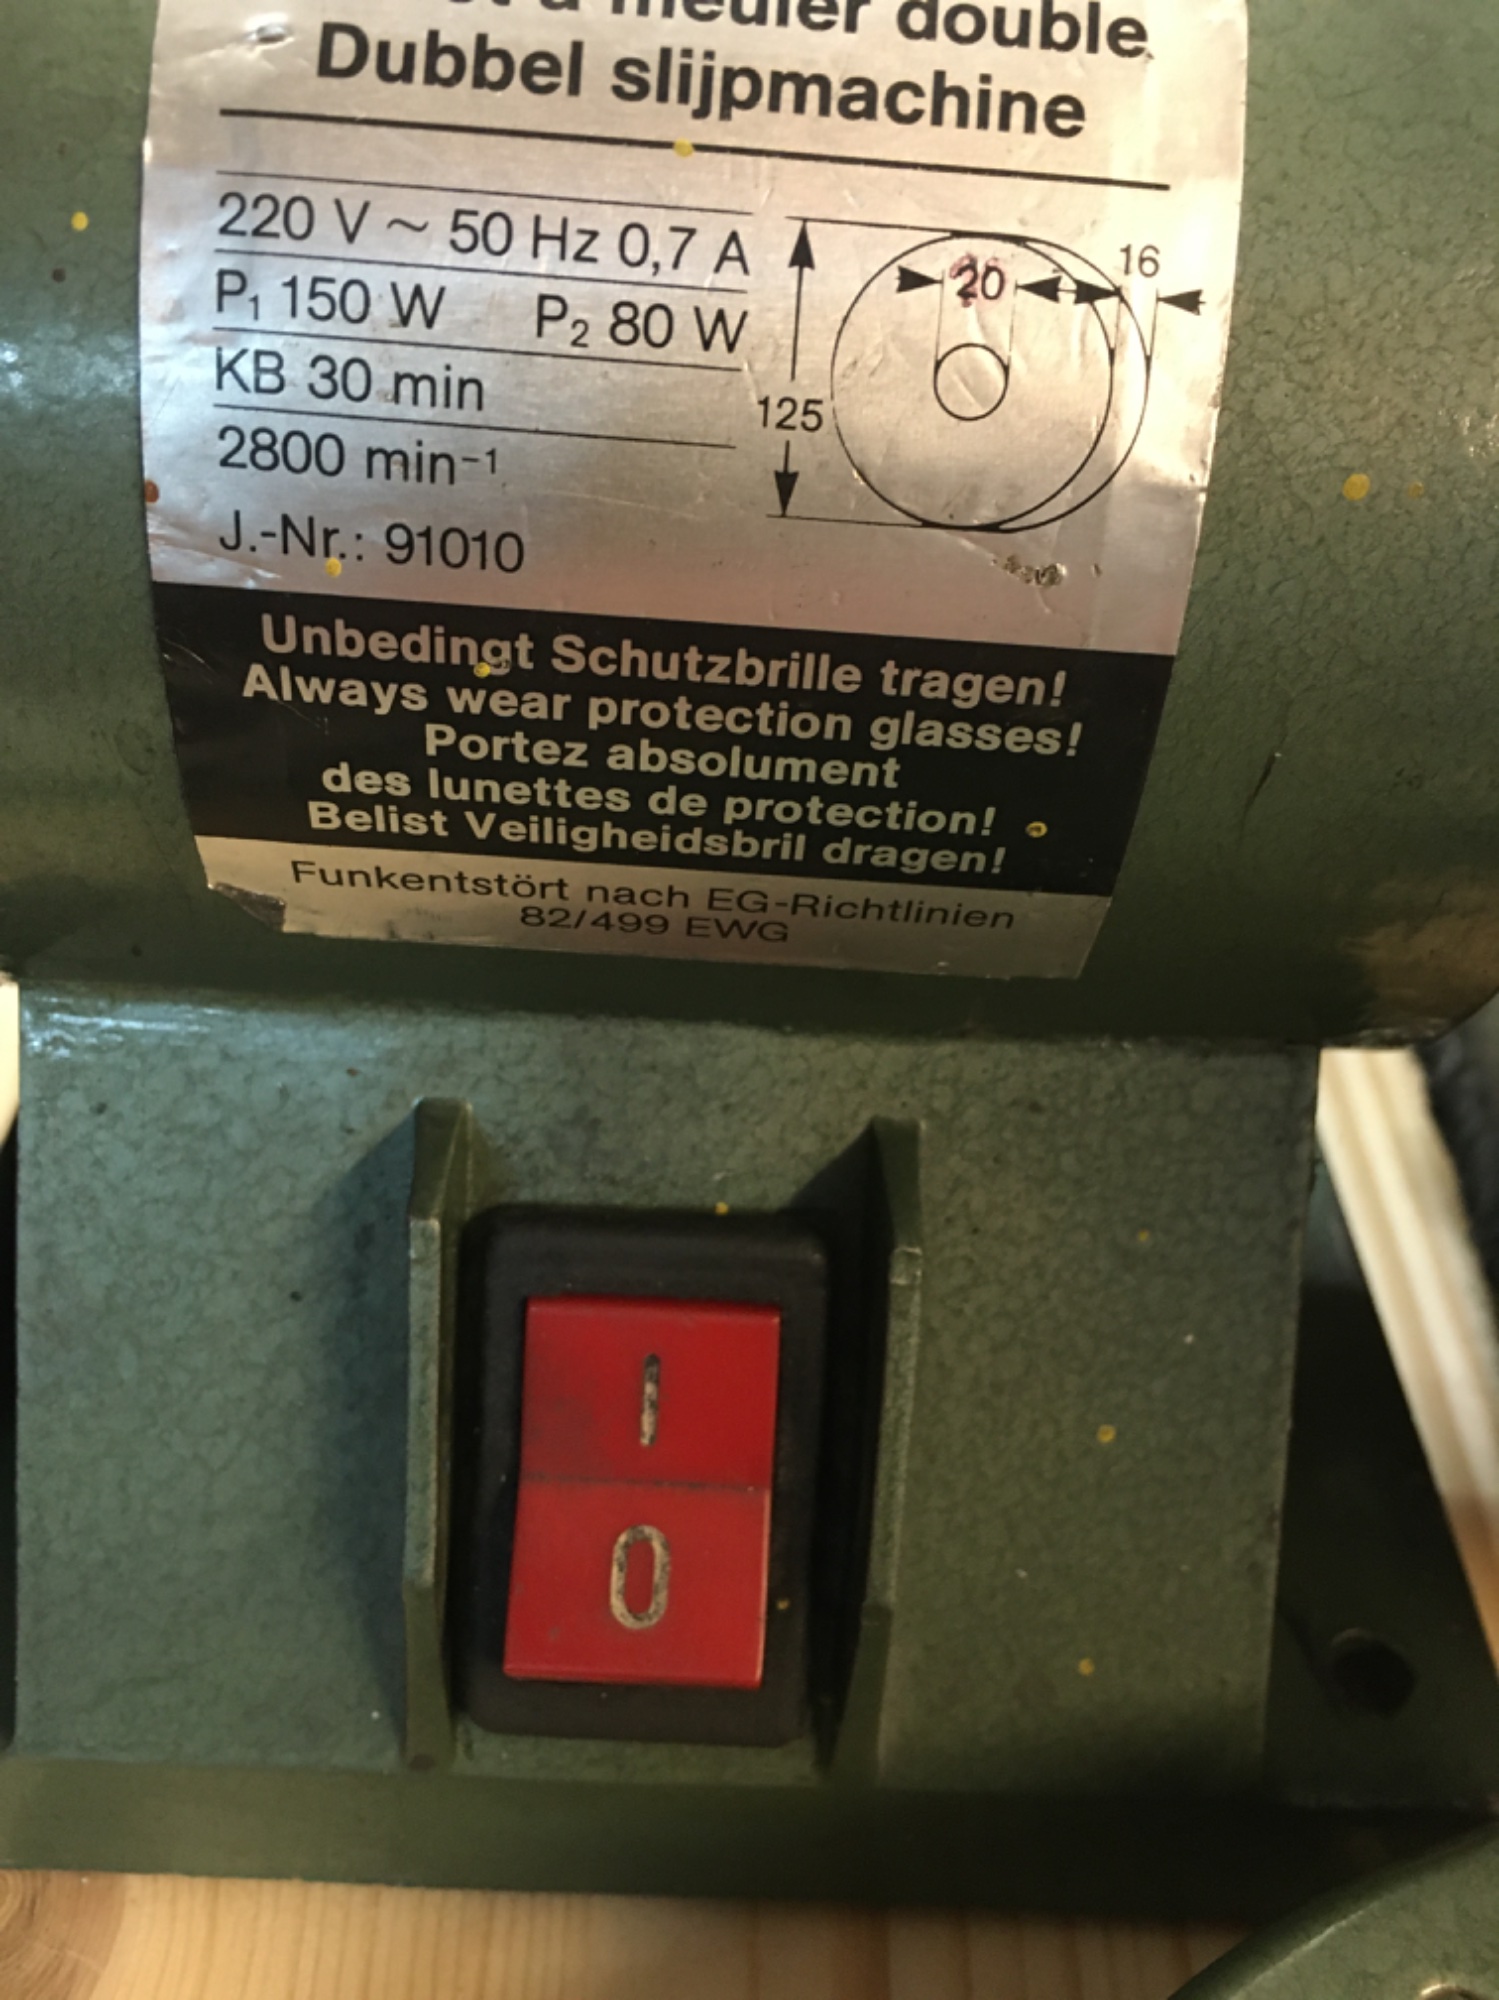 à meuler double
Dubbel slijpmachine
220 V ~ 50 Hz 0,7 A
P₁ 150 W P₂ 80 W
KB 30 min
2800 min⁻¹
J.-Nr.: 91010
20
16
125
Unbedingt Schutzbrille tragen!
Always wear protection glasses!
Portez absolument
des lunettes de protection!
Belist Veiligheidsbril dragen!
Funkentstört nach EG-Richtlinien
82/499 EWG
I
0